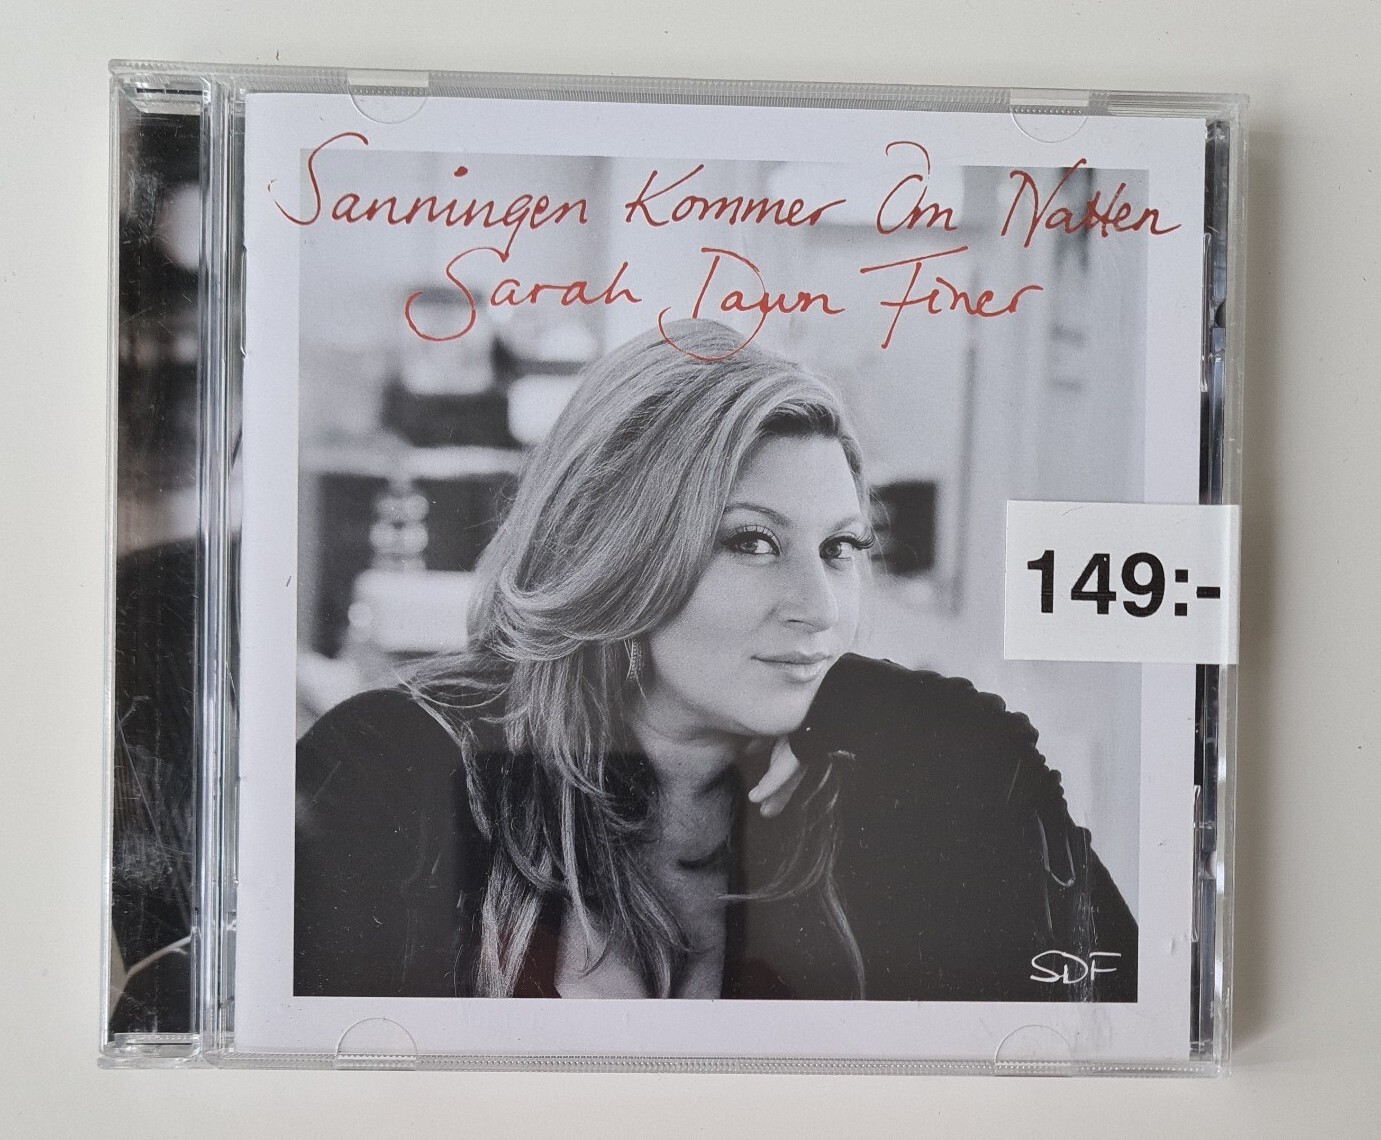 Sanningen Kommer Om Natten
Sarah Dawn Finer
149:-
SDF